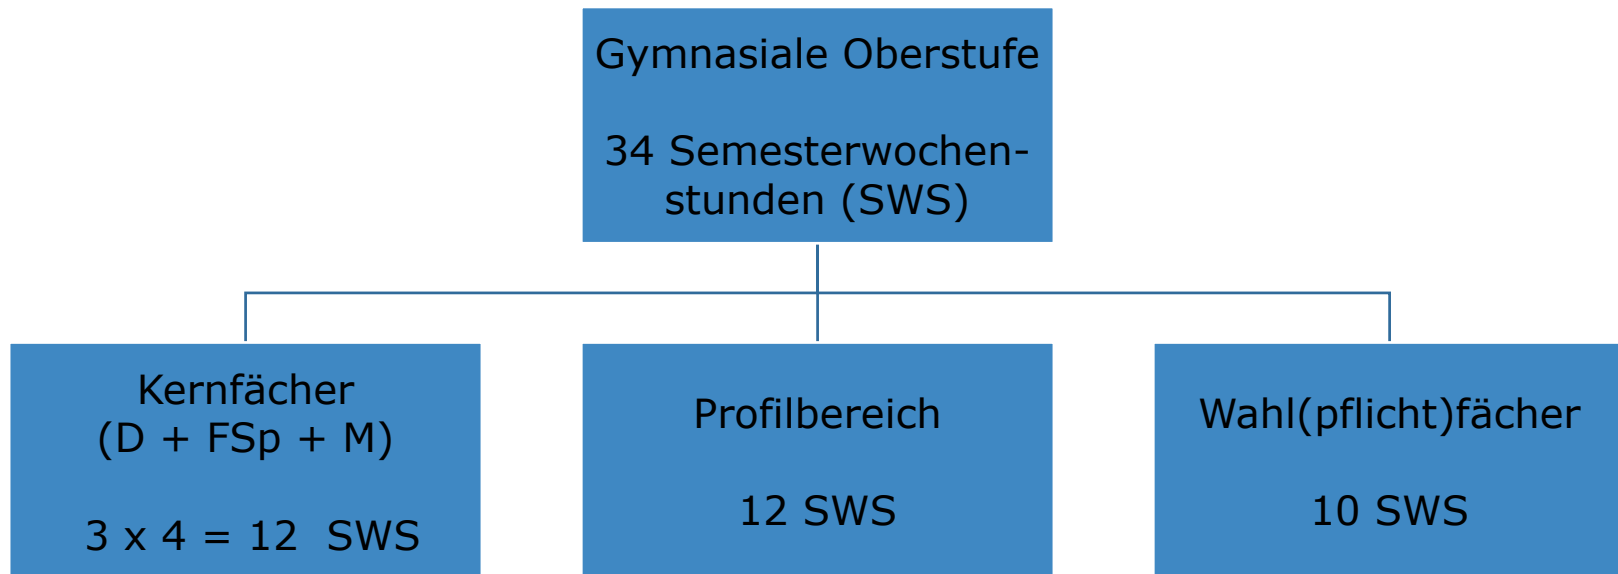 Gymnasiale Oberstufe
34 Semesterwochen-
stunden (SWS)
Kernfächer
(D + FSp + M)
3 x 4 = 12  SWS
Profilbereich
12 SWS
Wahl(pflicht)fächer
10 SWS